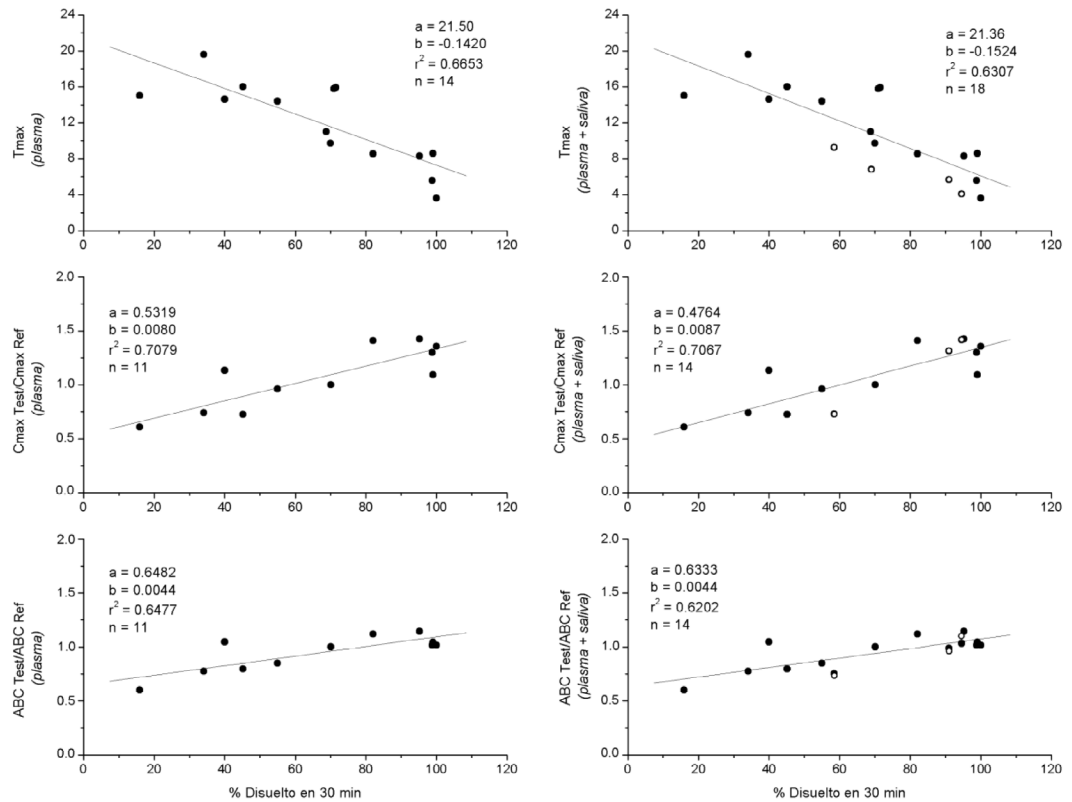 24
20
16
12
8
4
0
Tmax
(plasma)
a = 21.50
b = -0.1420
r² = 0.6653
n = 14
0 20 40 60 80 100 120
24
20
16
12
8
4
0
Tmax
(plasma + saliva)
a = 21.36
b = -0.1524
r² = 0.6307
n = 18
0 20 40 60 80 100 120
2.0
1.5
1.0
0.5
0.0
Cmax Test/Cmax Ref
(plasma)
a = 0.5319
b = 0.0080
r² = 0.7079
n = 11
0 20 40 60 80 100 120
2.0
1.5
1.0
0.5
0.0
Cmax Test/Cmax Ref
(plasma + saliva)
a = 0.4764
b = 0.0087
r² = 0.7067
n = 14
0 20 40 60 80 100 120
2.0
1.5
1.0
0.5
0.0
ABC Test/ABC Ref
(plasma)
a = 0.6482
b = 0.0044
r² = 0.6477
n = 11
0 20 40 60 80 100 120
% Disuelto en 30 min
2.0
1.5
1.0
0.5
0.0
ABC Test/ABC Ref
(plasma + saliva)
a = 0.6333
b = 0.0044
r² = 0.6202
n = 14
0 20 40 60 80 100 120
% Disuelto en 30 min